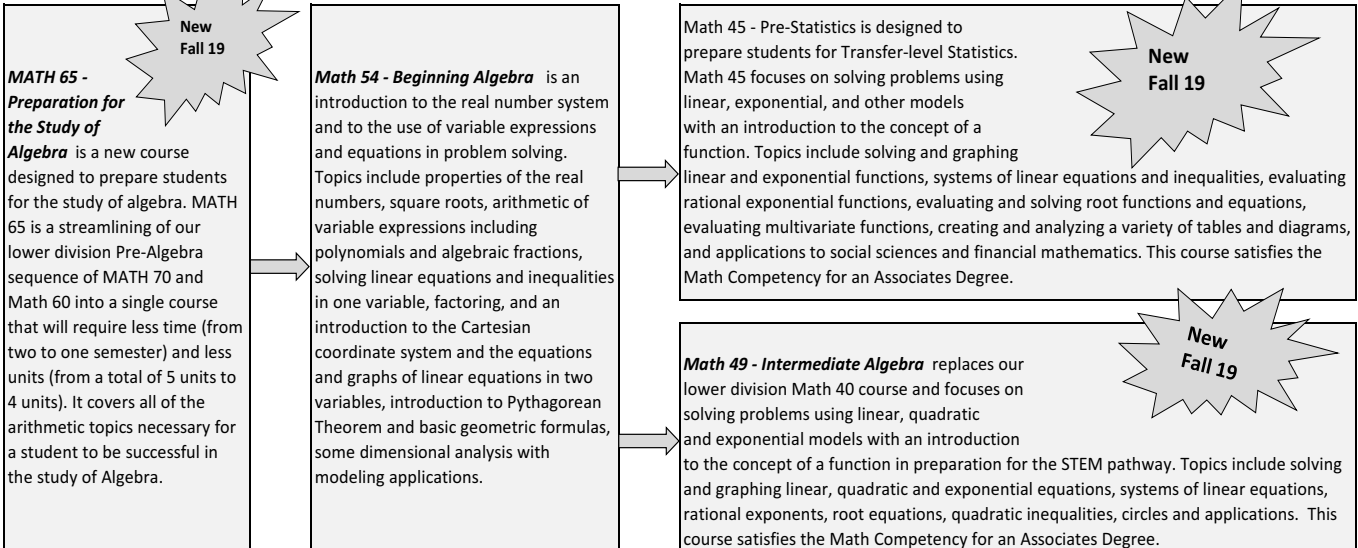 New
Fall 19
MATH 65 -
Preparation for
the Study of
Algebra is a new course
designed to prepare students
for the study of algebra. MATH
65 is a streamlining of our
lower division Pre-Algebra
sequence of MATH 70 and
Math 60 into a single course
that will require less time (from
two to one semester) and less
units (from a total of 5 units to
4 units). It covers all of the
arithmetic topics necessary for
a student to be successful in
the study of Algebra.
Math 54 - Beginning Algebra is an
introduction to the real number system
and to the use of variable expressions
and equations in problem solving.
Topics include properties of the real
numbers, square roots, arithmetic of
variable expressions including
polynomials and algebraic fractions,
solving linear equations and inequalities
in one variable, factoring, and an
introduction to the Cartesian
coordinate system and the equations
and graphs of linear equations in two
variables, introduction to Pythagorean
Theorem and basic geometric formulas,
some dimensional analysis with
modeling applications.
Math 45 - Pre-Statistics is designed to
prepare students for Transfer-level Statistics.
Math 45 focuses on solving problems using
linear, exponential, and other models
with an introduction to the concept of a
function. Topics include solving and graphing
linear and exponential functions, systems of linear equations and inequalities, evaluating
rational exponential functions, evaluating and solving root functions and equations,
evaluating multivariate functions, creating and analyzing a variety of tables and diagrams,
and applications to social sciences and financial mathematics. This course satisfies the
Math Competency for an Associates Degree.
New
Fall 19
Math 49 - Intermediate Algebra replaces our
lower division Math 40 course and focuses on
solving problems using linear, quadratic
and exponential models with an introduction
to the concept of a function in preparation for the STEM pathway. Topics include solving
and graphing linear, quadratic and exponential equations, systems of linear equations,
rational exponents, root equations, quadratic inequalities, circles and applications. This
course satisfies the Math Competency for an Associates Degree.
New
Fall 19